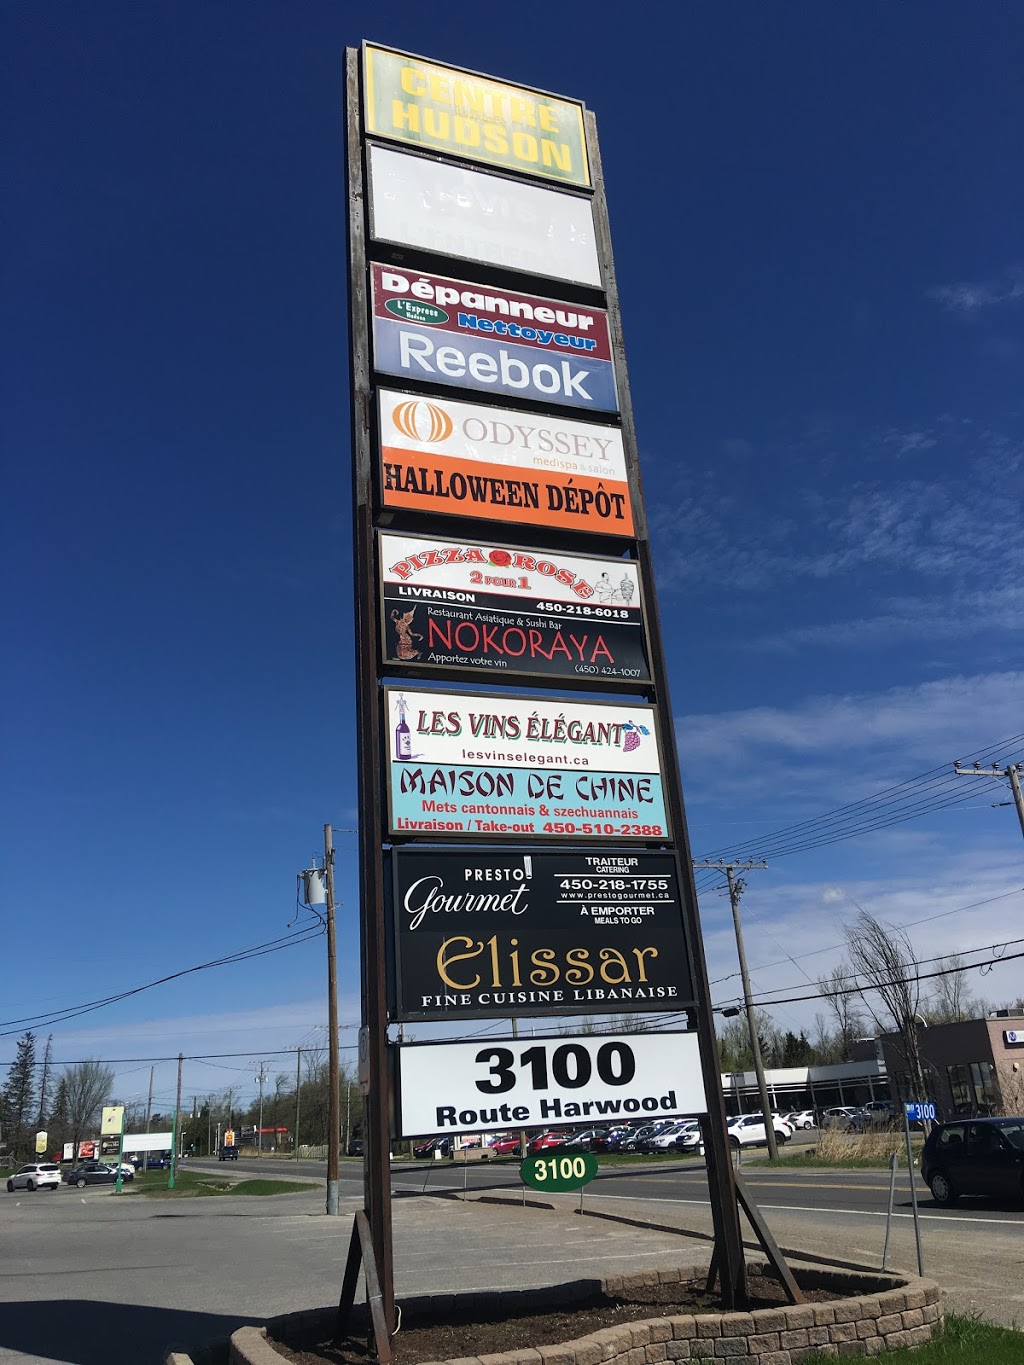 CENTRE
HUDSON
Dépanneur
L'Express
Hudson
Nettoyeur
Reebok
ODYSSEY
medispa & salon
HALLOWEEN DÉPÔT
PIZZA ROSE
2 POUR 1
LIVRAISON
450-218-6018
Restaurant Asiatique & Sushi Bar
NOKORAYA
Apportez votre vin
(450) 424-1007
LES VINS ÉLÉGANT
lesvinselegant.ca
MAISON DE CHINE
Mets cantonnais & szechuannais
Livraison / Take-out 450-510-2388
PRESTO!
Gourmet
TRAITEUR
CATERING
450-218-1755
www.prestogourmet.ca
À EMPORTER
MEALS TO GO
Elissar
FINE CUISINE LIBANAISE
3100
Route Harwood
3100
3100